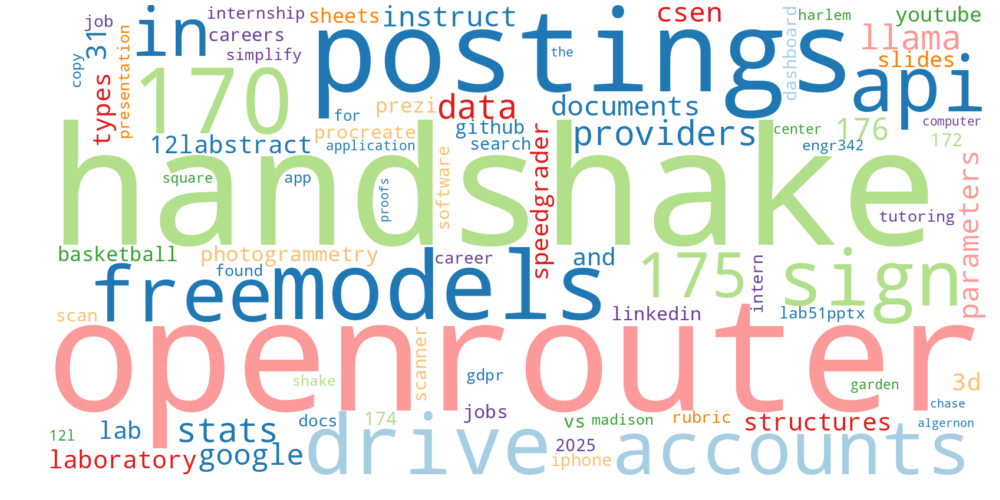 job
internship
sheets
instruct
csen
harlem
youtube
31b
in
careers
simplify
postings
the
dashboard
llama
slides
copy
types
presentation
170
prezi
data
documents
api
computer
for
procreate
github
search
providers
center
176
172
12labstract
application
engr342
handshake
square
app
proofs
software
speedgrader
tutoring
parameters
basketball
photogrammetry
career
and
found
free
models
175
intern
sign
scan
linkedin
lab51pptx
openrouter
scanner
shake
gdpr
garden
3d
chase
12l
lab
stats
docs
174
jobs
vs
madison
rubric
structures
algernon
laboratory
google
drive
2025
iphone
accounts